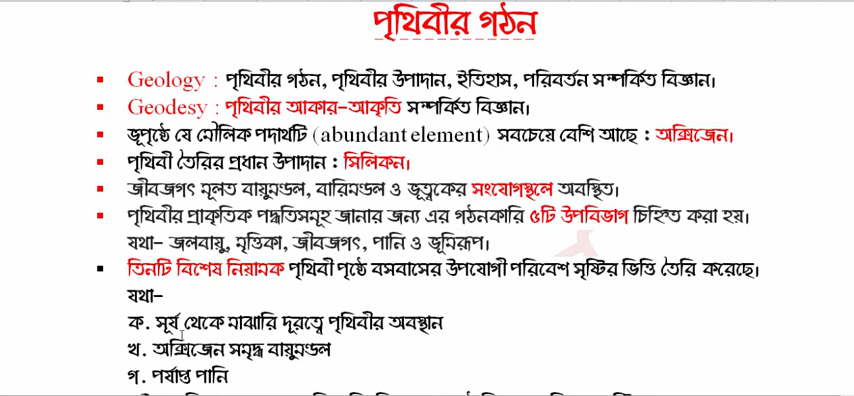 পৃথিবীর গঠন
▪ Geology : পৃথিবীর গঠন, পৃথিবীর উপাদান, ইতিহাস, পরিবর্তন সম্পর্কিত বিজ্ঞান।
▪ Geodesy : পৃথিবীর আকার-আকৃতি সম্পর্কিত বিজ্ঞান।
▪ ভূপৃষ্ঠে যে মৌলিক পদার্থটি (abundant element) সবচেয়ে বেশি আছে : অক্সিজেন।
▪ পৃথিবী তৈরির প্রধান উপাদান : সিলিকন।
▪ জীবজগৎ মূলত বায়ুমন্ডল, বারিমন্ডল ও ভূত্বকের সংযোগস্থলে অবস্থিত।
▪ পৃথিবীর প্রাকৃতিক পদ্ধতিসমূহ জানার জন্য এর গঠনকারি ৫টি উপবিভাগ চিহ্নিত করা হয়।
যথা- জলবায়ু, মৃত্তিকা, জীবজগৎ, পানি ও ভূমিরূপ।
▪ তিনটি বিশেষ নিয়ামক পৃথিবী পৃষ্ঠে বসবাসের উপযোগী পরিবেশ সৃষ্টির ভিত্তি তৈরি করেছে।
যথা-
ক. সূর্য থেকে মাঝারি দূরত্বে পৃথিবীর অবস্থান
খ. অক্সিজেন সমৃদ্ধ বায়ুমন্ডল
গ. পর্যাপ্ত পানি